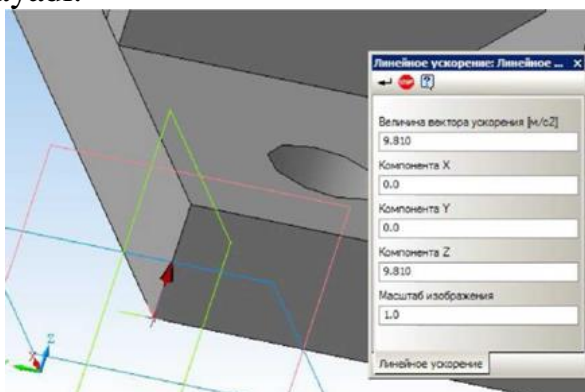 Линейное ускорение: Линейное ... X
Величина вектора ускорения [м/с2]
9.810
Компонента X
0.0
Компонента Y
0.0
Компонента Z
9.810
Масштаб изображения
1.0
Линейное ускорение